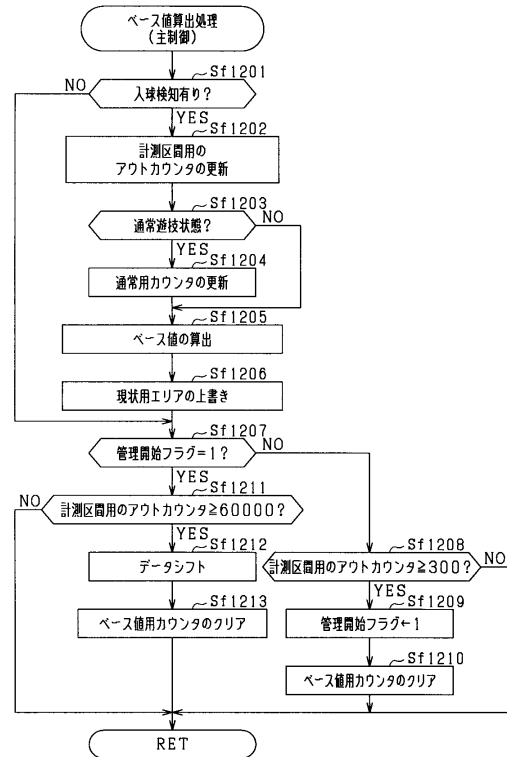 ベース値算出処理
(主制御)
Sf1201
NO
入球検知有り?
YES
Sf1202
計測区間用の
アウトカウンタの更新
Sf1203
通常遊技状態?
NO
YES
Sf1204
通常用カウンタの更新
Sf1205
ベース値の算出
Sf1206
現状用エリアの上書き
Sf1207
管理開始フラグ=1?
NO
YES
Sf1211
NO
計測区間用のアウトカウンタ≧60000?
YES
Sf1212
データシフト
Sf1213
ベース値用カウンタのクリア
Sf1208
計測区間用のアウトカウンタ≧300?
NO
YES
Sf1209
管理開始フラグ←1
Sf1210
ベース値用カウンタのクリア
RET